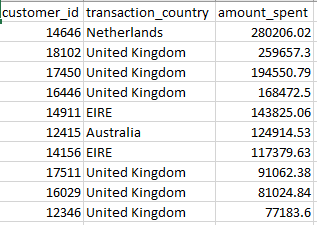 customer_id transaction_country amount_spent
14646 Netherlands 280206.02
18102 United Kingdom 259657.3
17450 United Kingdom 194550.79
16446 United Kingdom 168472.5
14911 EIRE 143825.06
12415 Australia 124914.53
14156 EIRE 117379.63
17511 United Kingdom 91062.38
16029 United Kingdom 81024.84
12346 United Kingdom 77183.6